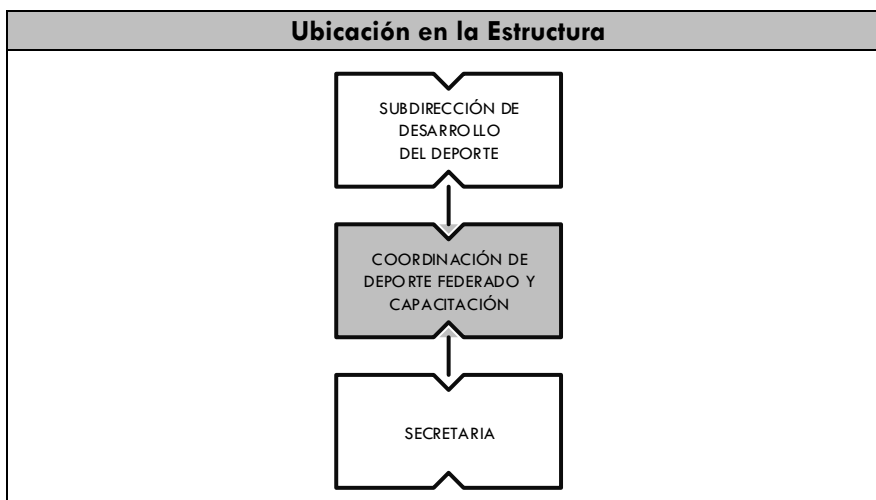 Ubicación en la Estructura
SUBDIRECCIÓN DE
DESARROLLO
DEL DEPORTE
COORDINACIÓN DE
DEPORTE FEDERADO Y
CAPACITACIÓN
SECRETARIA